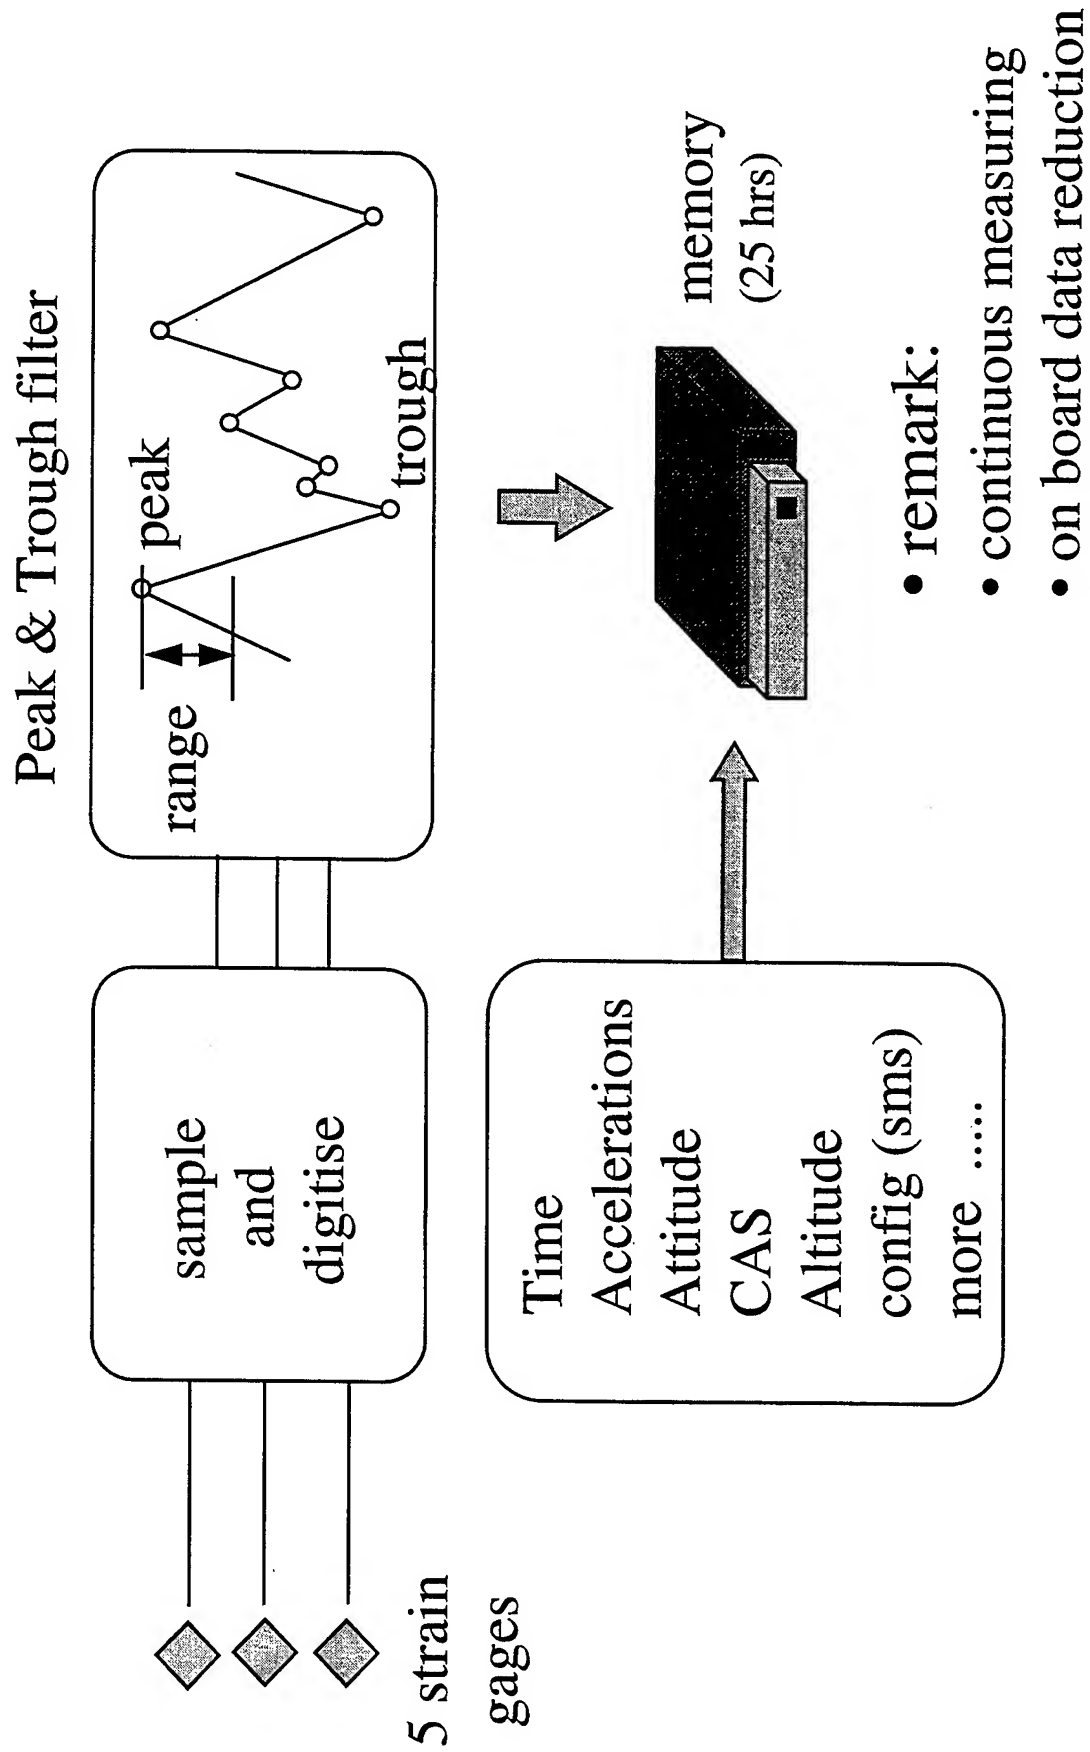 Peak & Trough filter
sample
and
digitise
range
peak
trough
5 strain
gages
Time
Accelerations
Attitude
CAS
Altitude
config (sms)
more .....
memory
(25 hrs)
• remark:
• continuous measuring
• on board data reduction